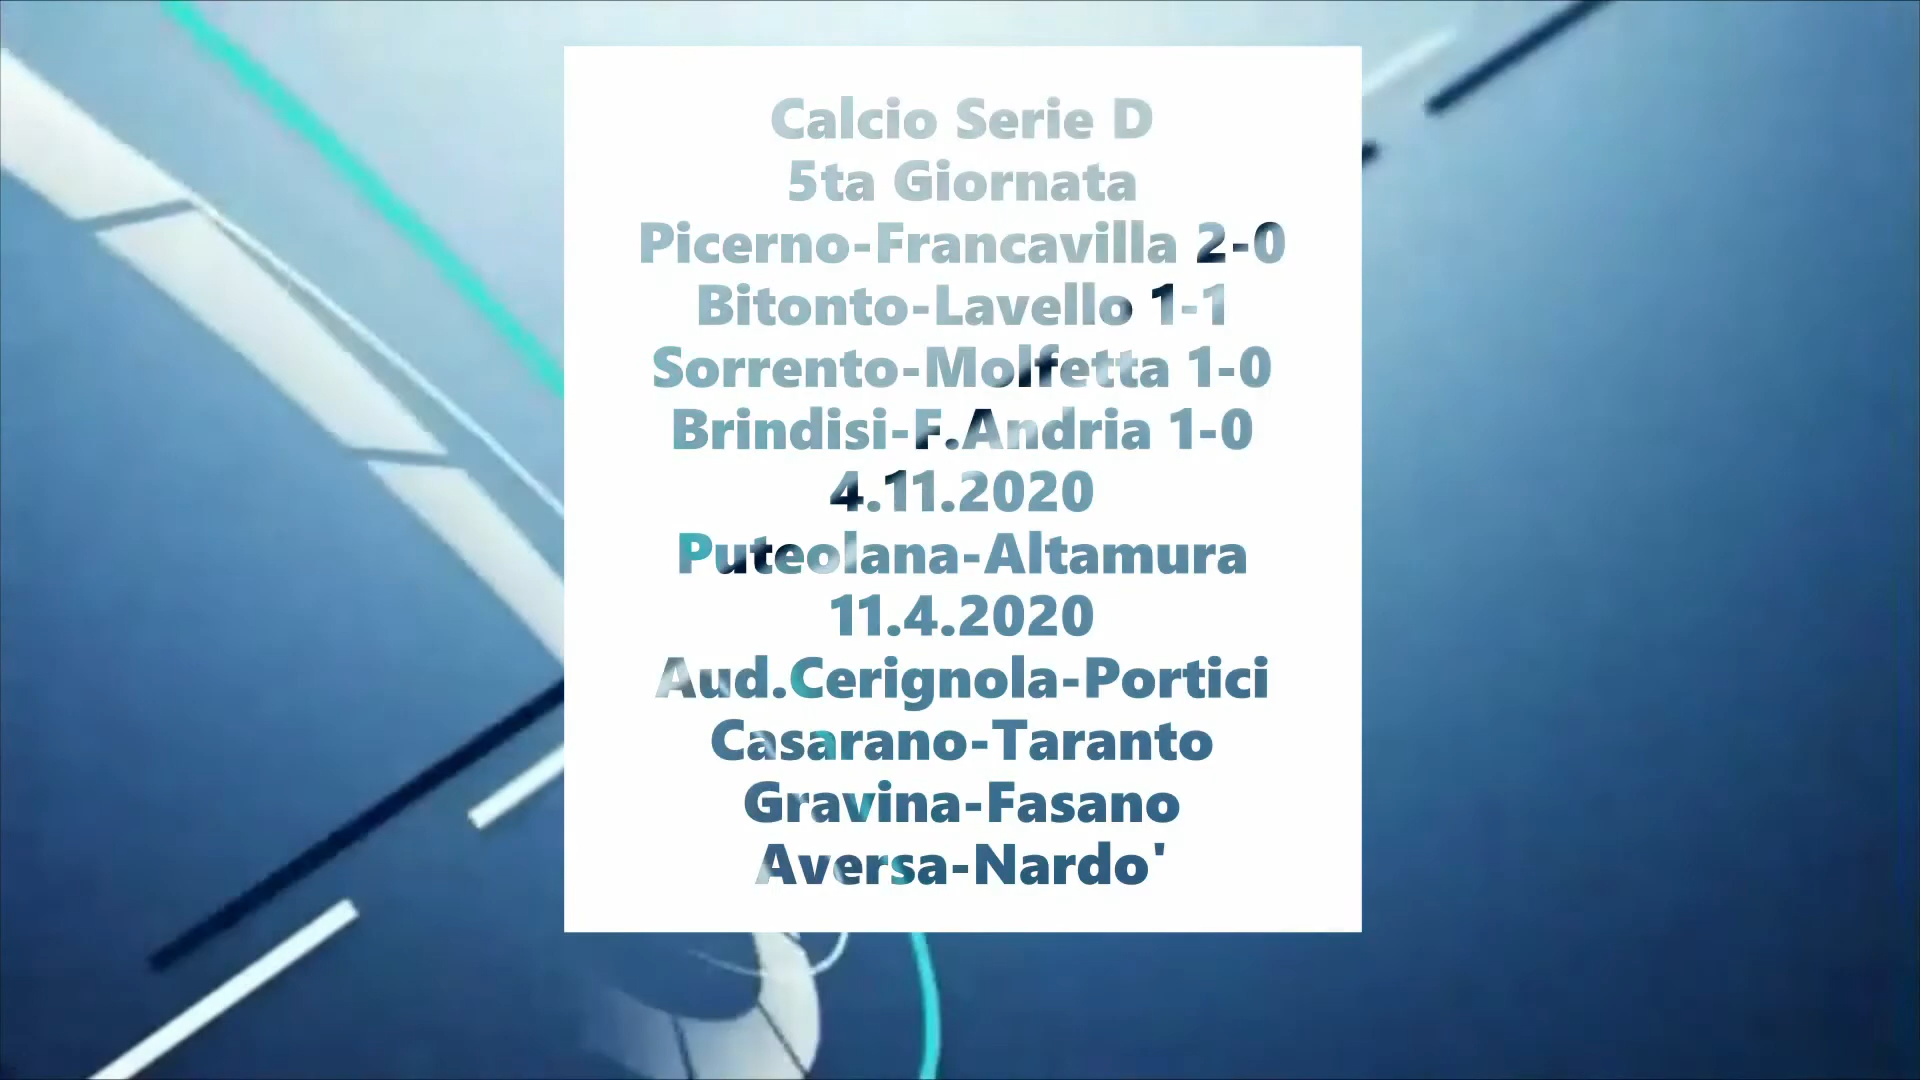 Calcio Serie D
5ta Giornata
Picerno-Francavilla 2-0
Bitonto-Lavello 1-1
Sorrento-Molfetta 1-0
Brindisi-F.Andria 1-0
4.11.2020
Puteolana-Altamura
11.4.2020
Aud.Cerignola-Portici
Casarano-Taranto
Gravina-Fasano
Aversa-Nardo'